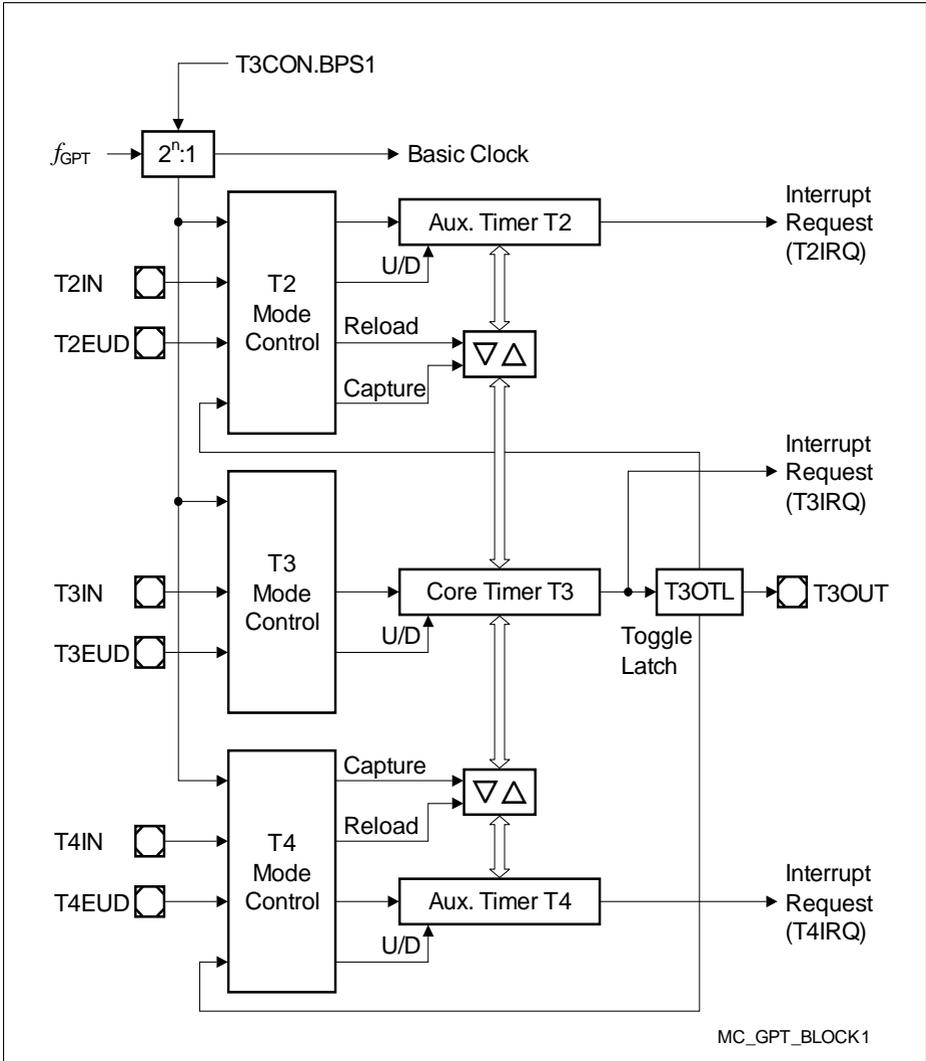 T3CON.BPS1
fGPT
2n:1
Basic Clock
Interrupt
Request
(T2IRQ)
Aux. Timer T2
U/D
T2IN
T2
Mode
Control
T2EUD
Reload
Capture
Interrupt
Request
(T3IRQ)
T3
Mode
Control
T3IN
Core Timer T3
T3OTL
T3OUT
U/D
T3EUD
Toggle
Latch
Capture
Reload
T4IN
T4
Mode
Control
T4EUD
Aux. Timer T4
Interrupt
Request
(T4IRQ)
U/D
MC_GPT_BLOCK1